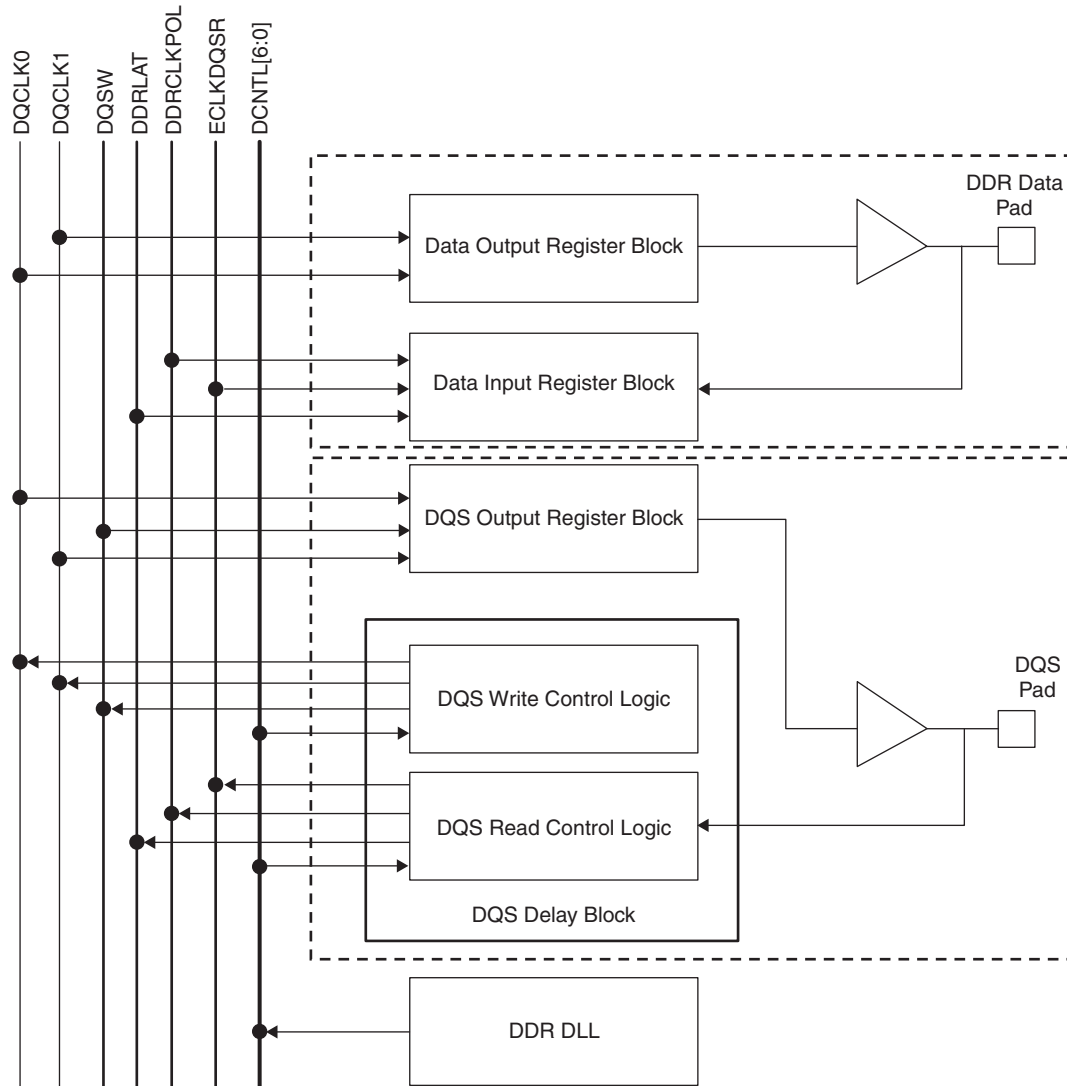 DQCLK0
DQCLK1
DQSW
DDRLAT
DDRCLKPOL
ECLKDQSR
DCNTL[6:0]
DDR Data
Pad
Data Output Register Block
Data Input Register Block
DQS Output Register Block
DQS Write Control Logic
DQS
Pad
DQS Read Control Logic
DQS Delay Block
DDR DLL